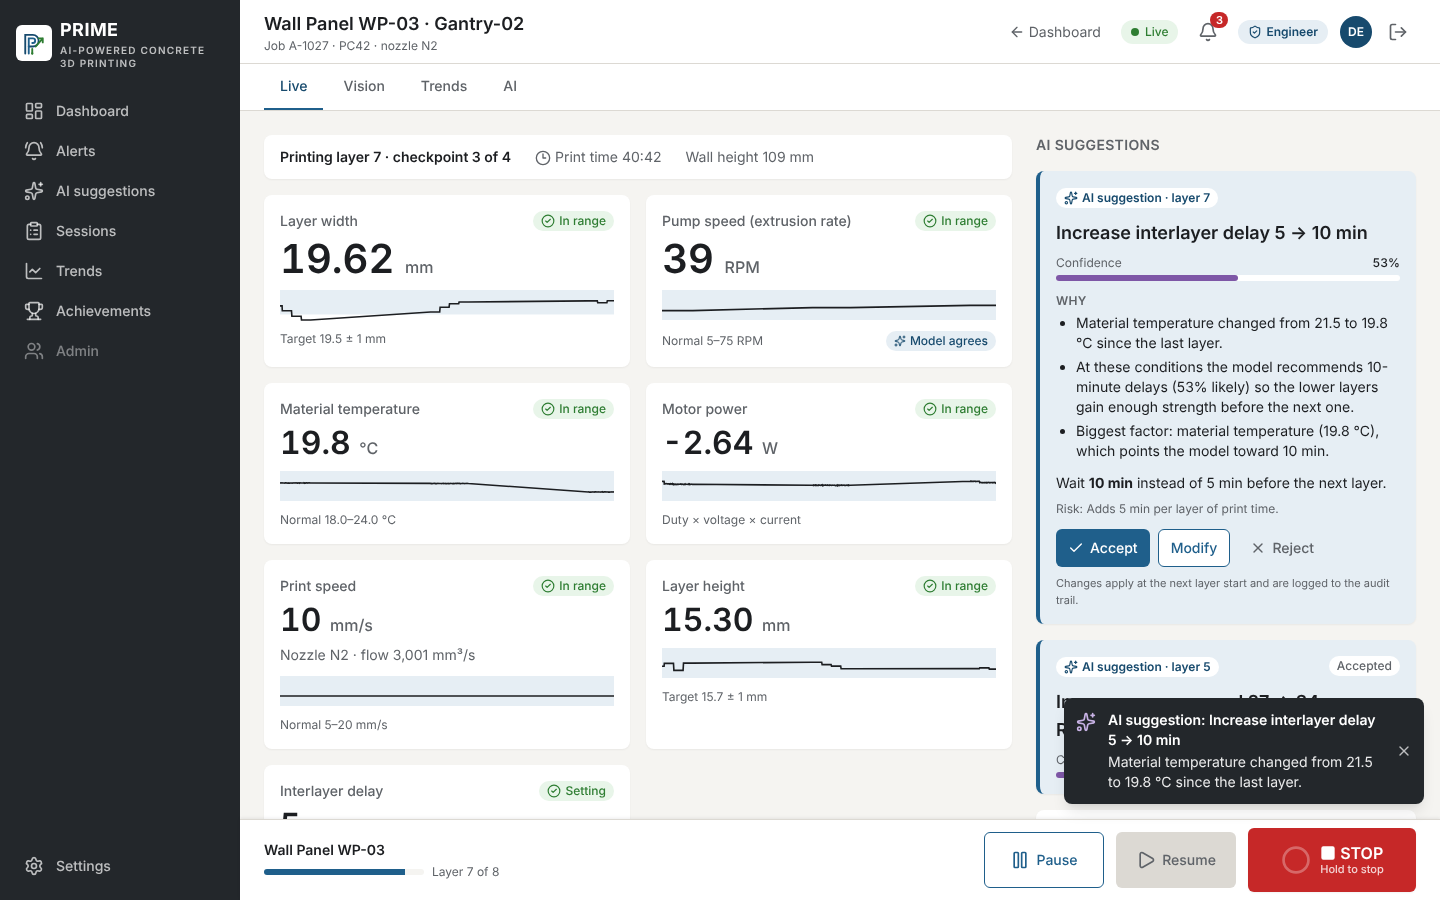 PRIME
AI-POWERED CONCRETE
3D PRINTING
Dashboard
Alerts
AI suggestions
Sessions
Trends
Achievements
Admin
Settings
Wall Panel WP-03 · Gantry-02
Job A-1027 · PC42 · nozzle N2
← Dashboard
Live
3
Engineer
DE
Live
Vision
Trends
AI
Printing layer 7 · checkpoint 3 of 4
Print time 40:42
Wall height 109 mm
Layer width
In range
19.62 mm
Target 19.5 ± 1 mm
Pump speed (extrusion rate)
In range
39 RPM
Normal 5–75 RPM
Model agrees
Material temperature
In range
19.8 °C
Normal 18.0–24.0 °C
Motor power
In range
-2.64 W
Duty × voltage × current
Print speed
In range
10 mm/s
Nozzle N2 · flow 3,001 mm³/s
Normal 5–20 mm/s
Layer height
In range
15.30 mm
Target 15.7 ± 1 mm
Interlayer delay
Setting
AI SUGGESTIONS
AI suggestion · layer 7
Increase interlayer delay 5 → 10 min
Confidence
53%
WHY
• Material temperature changed from 21.5 to 19.8
°C since the last layer.
• At these conditions the model recommends 10-
minute delays (53% likely) so the lower layers
gain enough strength before the next one.
• Biggest factor: material temperature (19.8 °C),
which points the model toward 10 min.
Wait 10 min instead of 5 min before the next layer.
Risk: Adds 5 min per layer of print time.
Accept
Modify
Reject
Changes apply at the next layer start and are logged to the audit
trail.
AI suggestion · layer 5
Accepted
AI suggestion: Increase interlayer delay
5 → 10 min
Material temperature changed from 21.5
to 19.8 °C since the last layer.
Wall Panel WP-03
Layer 7 of 8
Pause
Resume
STOP
Hold to stop